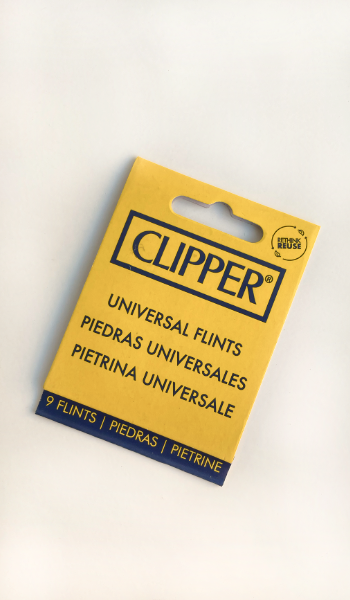 RETHINK
REUSE
CLIPPER®
UNIVERSAL FLINTS
PIEDRAS UNIVERSALES
PIETRINA UNIVERSALE
9 FLINTS | PIEDRAS | PIETRINE